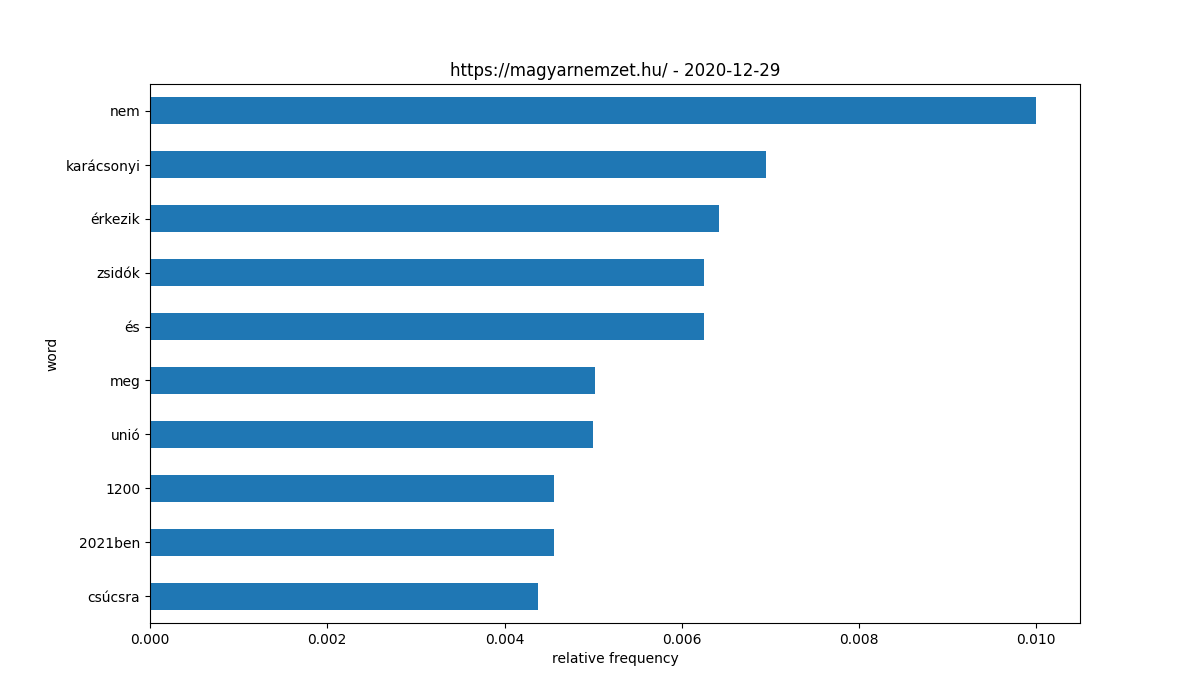 https://magyarnemzet.hu/ - 2020-12-29
nem
karácsonyi
érkezik
zsidók
és
meg
unió
1200
2021ben
csúcsra
word
0.000 0.002 0.004 0.006 0.008 0.010
relative frequency